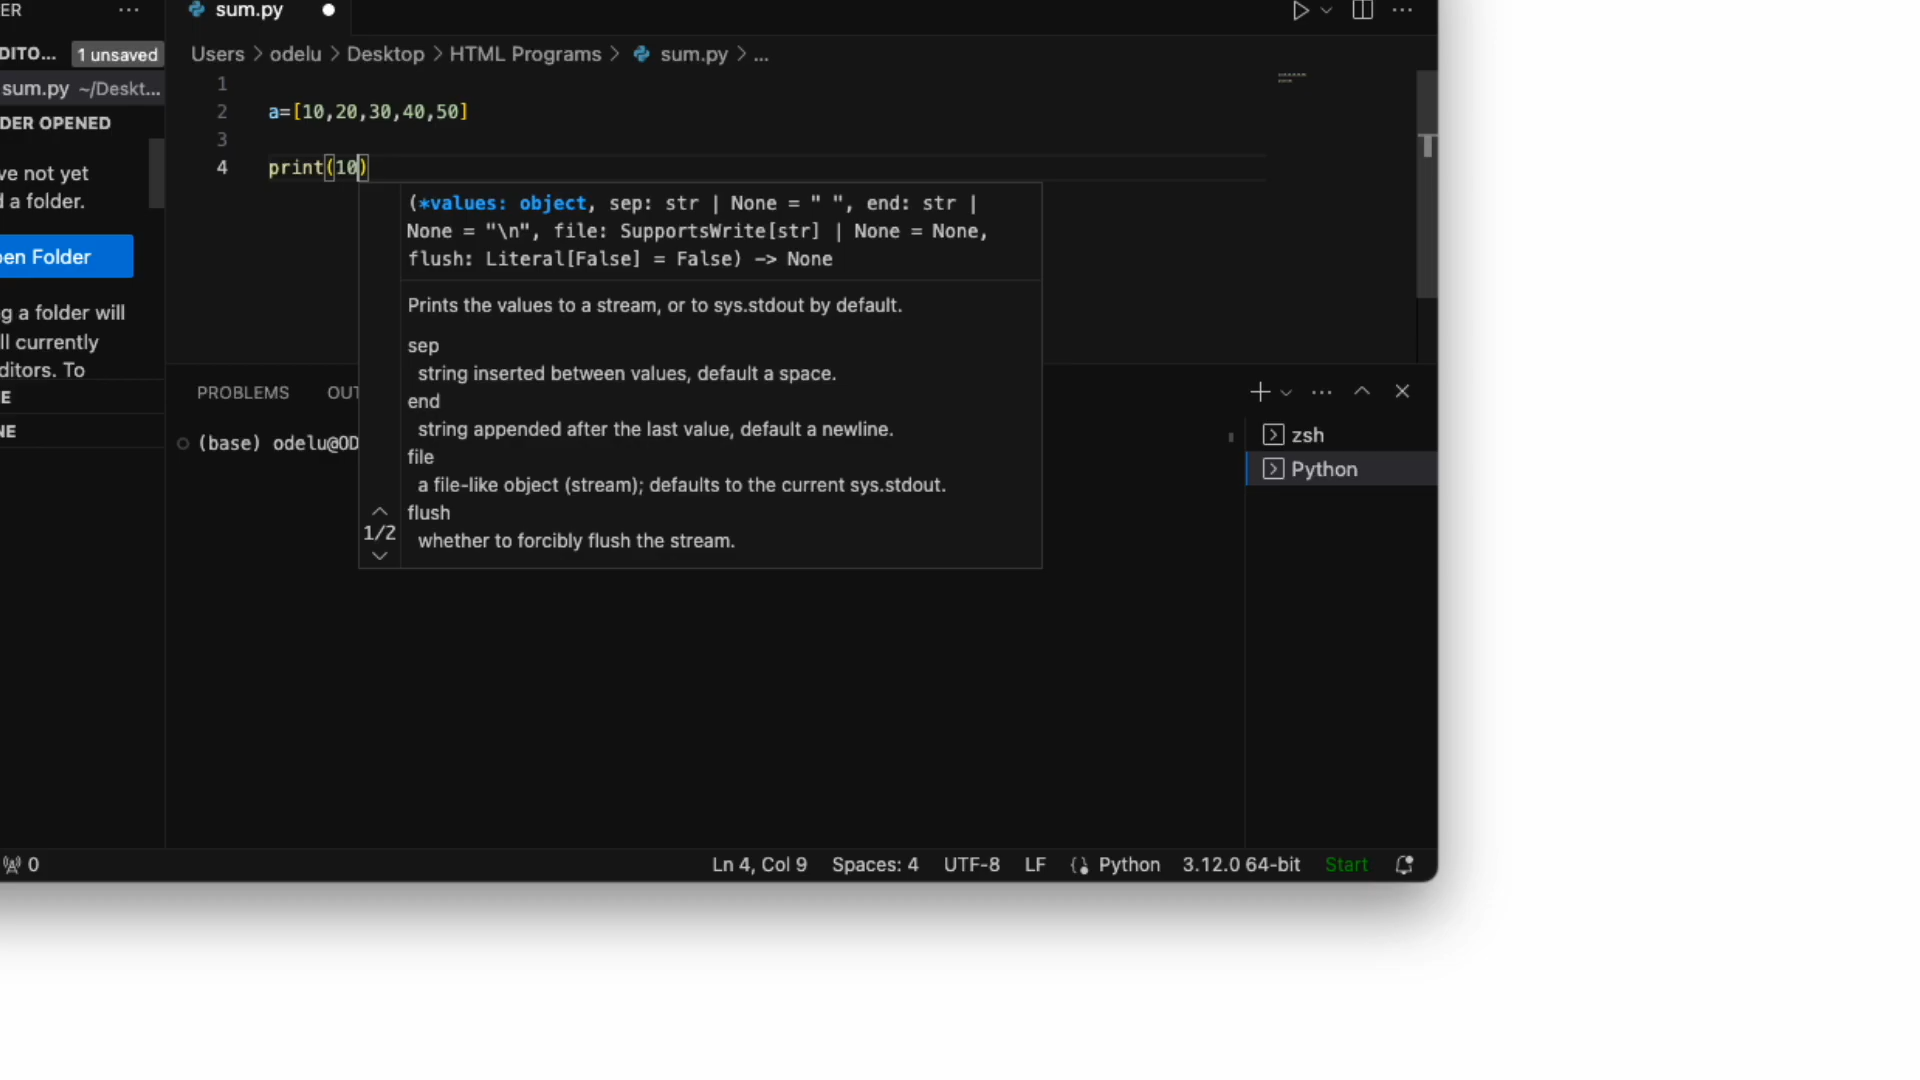 ER ...
sum.py
DITO... 1 unsaved
Users > odelu > Desktop > HTML Programs > sum.py > ...
sum.py ~/Deskt...
1
2 a=[10,20,30,40,50]
DER OPENED
3
4 print(10)
ve not yet
d a folder.
(*values: object, sep: str | None = " ", end: str |
None = "\n", file: SupportsWrite[str] | None = None,
flush: Literal[False] = False) -> None
pen Folder
Prints the values to a stream, or to sys.stdout by default.
g a folder will
ll currently
ditors. To
sep
string inserted between values, default a space.
end
string appended after the last value, default a newline.
file
a file-like object (stream); defaults to the current sys.stdout.
flush
whether to forcibly flush the stream.
1/2
E
NE
PROBLEMS OUT
(base) odelu@OD
zsh
Python
0
Ln 4, Col 9 Spaces: 4 UTF-8 LF Python 3.12.0 64-bit Start